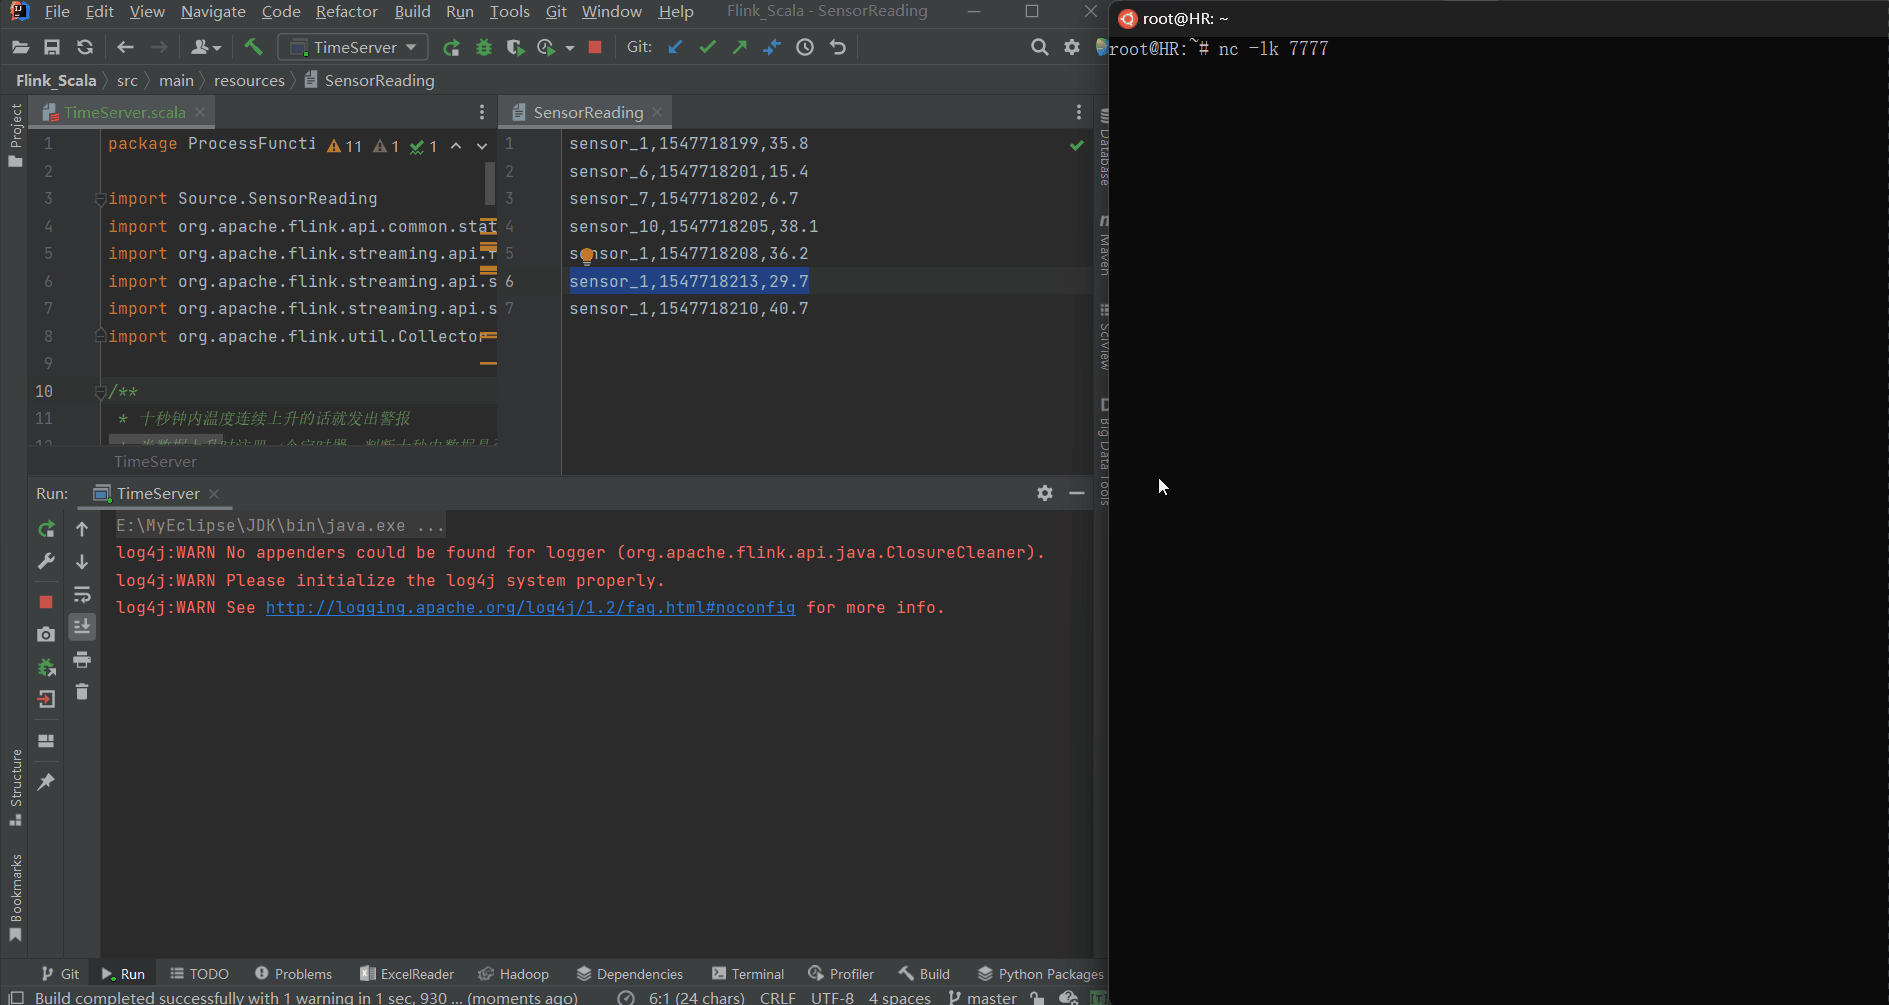 File Edit View Navigate Code Refactor Build Run Tools Git Window Help Flink_Scala - SensorReading
TimeServer Git:
Flink_Scala src main resources SensorReading
Project
TimeServer.scala
SensorReading
11 1 1
1 package ProcessFuncti
2
3 import Source.SensorReading
4 import org.apache.flink.api.common.stat
5 import org.apache.flink.streaming.api.
6 import org.apache.flink.streaming.api.s
7 import org.apache.flink.streaming.api.s
8 import org.apache.flink.util.Collector
9
10 /**
11 * 十秒钟内温度连续上升的话就发出警报
TimeServer
1 sensor_1,1547718199,35.8
2 sensor_6,1547718201,15.4
3 sensor_7,1547718202,6.7
4 sensor_10,1547718205,38.1
5 sensor_1,1547718208,36.2
6 sensor_1,1547718213,29.7
7 sensor_1,1547718210,40.7
Database
Maven
SciView
Big Data Tools
Run: TimeServer
E:\MyEclipse\JDK\bin\java.exe ...
log4j:WARN No appenders could be found for logger (org.apache.flink.api.java.ClosureCleaner).
log4j:WARN Please initialize the log4j system properly.
log4j:WARN See http://logging.apache.org/log4j/1.2/faq.html#noconfig for more info.
Structure
Bookmarks
Git Run TODO Problems ExcelReader Hadoop Dependencies Terminal Profiler Build Python Packages
Build completed successfully with 1 warning in 1 sec, 930 ... (moments ago) 6:1 (24 chars) CRLF UTF-8 4 spaces master
root@HR: ~
root@HR:~# nc -lk 7777